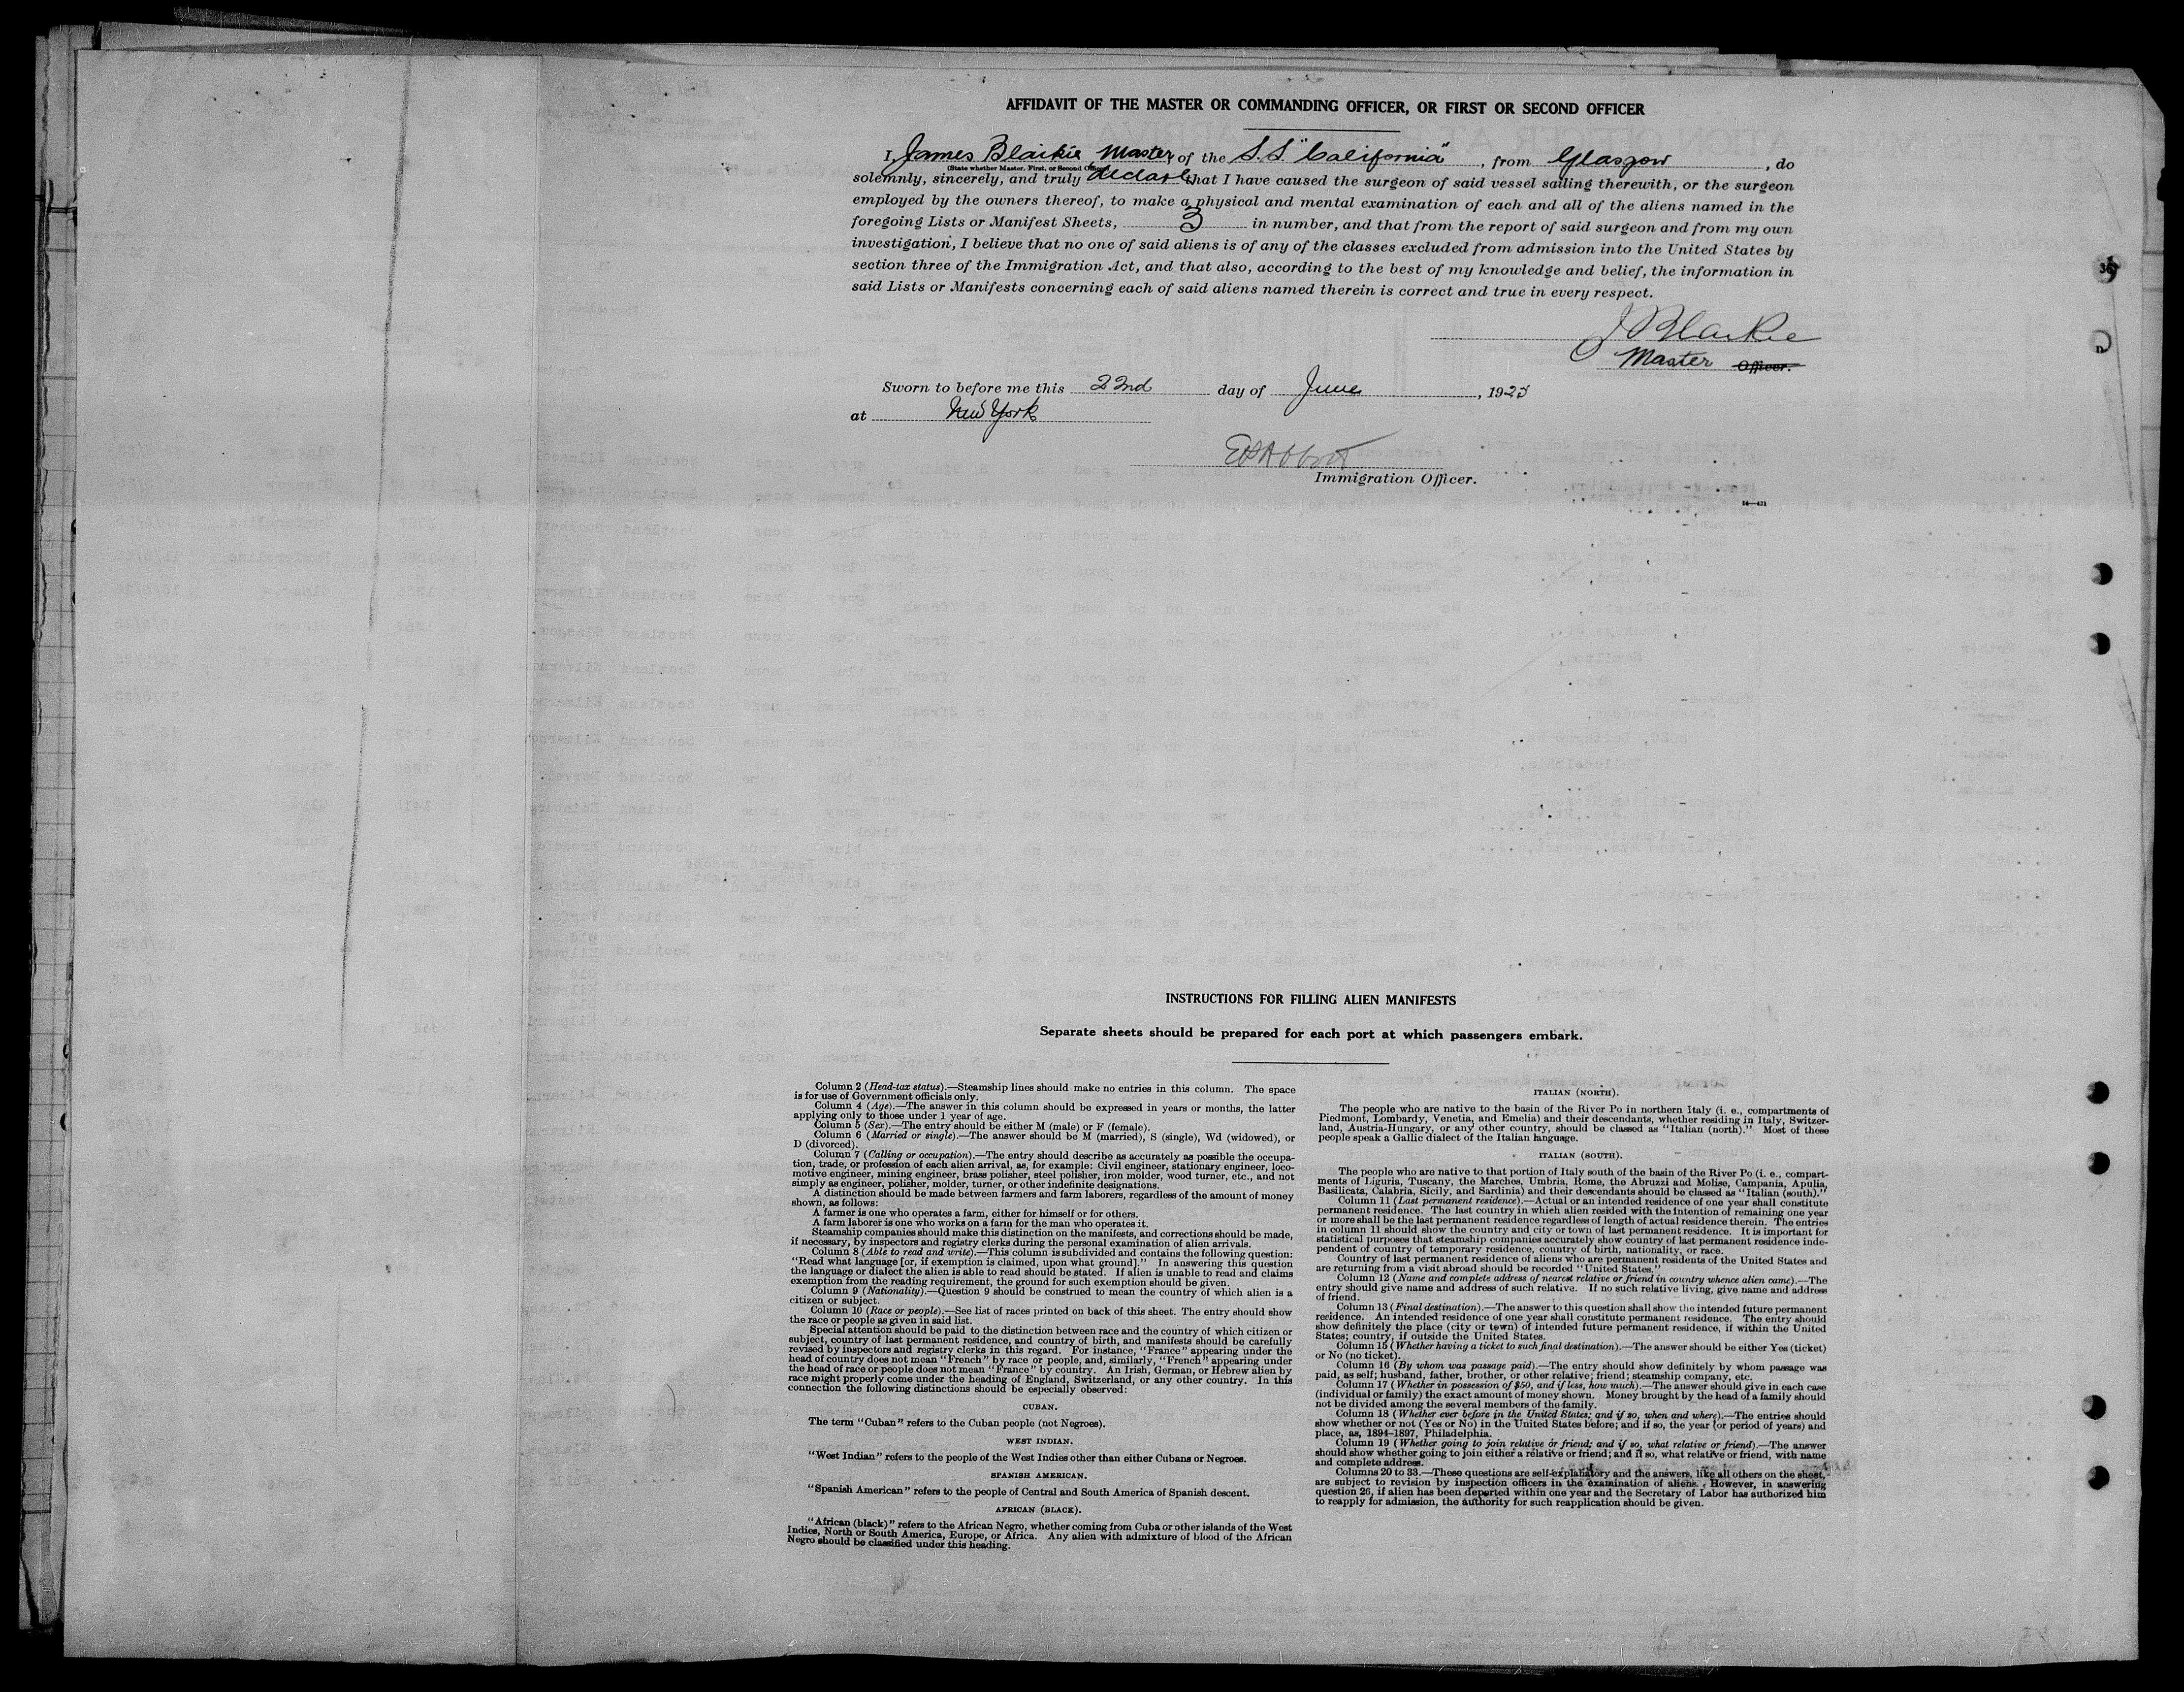 AFFIDAVIT OF THE MASTER OR COMMANDING OFFICER, OR FIRST OR SECOND OFFICER
I, James Blaikie, Master, of the S.S. "California", from Glasgow, do
(State whether Master, First, or Second Officer)
solemnly, sincerely, and truly declare that I have caused the surgeon of said vessel sailing therewith, or the surgeon
employed by the owners thereof, to make a physical and mental examination of each and all of the aliens named in the
foregoing Lists or Manifest Sheets, 3 in number, and that from the report of said surgeon and from my own
investigation, I believe that no one of said aliens is of any of the classes excluded from admission into the United States by
section three of the Immigration Act, and that also, according to the best of my knowledge and belief, the information in
said Lists or Manifests concerning each of said aliens named therein is correct and true in every respect.
J Blaikie
Master Officer.
Sworn to before me this 22nd day of June, 1925
at New York
Immigration Officer.
14—421
INSTRUCTIONS FOR FILLING ALIEN MANIFESTS
Separate sheets should be prepared for each port at which passengers embark.
Column 2 (Head-tax status).—Steamship lines should make no entries in this column. The space
is for use of Government officials only.
Column 4 (Age).—The answer in this column should be expressed in years or months, the latter
applying only to those under 1 year of age.
Column 5 (Sex).—The entry should be either M (male) or F (female).
Column 6 (Married or single).—The answer should be M (married), S (single), Wd (widowed), or
D (divorced).
Column 7 (Calling or occupation).—The entry should describe as accurately as possible the occupa-
tion, trade, or profession of each alien arrival, as, for example: Civil engineer, stationary engineer, loco-
motive engineer, mining engineer, brass polisher, steel polisher, iron molder, wood turner, etc., and not
simply as engineer, polisher, molder, turner, or other indefinite designations.
A distinction should be made between farmers and farm laborers, regardless of the amount of money
shown, as follows:
A farmer is one who operates a farm, either for himself or for others.
A farm laborer is one who works on a farm for the man who operates it.
Steamship companies should make this distinction on the manifests, and corrections should be made,
if necessary, by inspectors and registry clerks during the personal examination of alien arrivals.
Column 8 (Able to read and write).—This column is subdivided and contains the following question:
"Read what language [or, if exemption is claimed, upon what ground]." In answering this question
the language or dialect the alien is able to read should be stated. If alien is unable to read and claims
exemption from the reading requirement, the ground for such exemption should be given.
Column 9 (Nationality).—Question 9 should be construed to mean the country of which alien is a
citizen or subject.
Column 10 (Race or people).—See list of races printed on back of this sheet. The entry should show
the race or people as given in said list.
Special attention should be paid to the distinction between race and the country of which citizen or
subject, country of last permanent residence, and country of birth, and manifests should be carefully
revised by inspectors and registry clerks in this regard. For instance, "France" appearing under the
head of country does not mean "French" by race or people, and, similarly, "French" appearing under
the head of race or people does not mean "France" by country. An Irish, German, or Hebrew alien by
race might properly come under the heading of England, Switzerland, or any other country. In this
connection the following distinctions should be especially observed:
CUBAN.
The term "Cuban" refers to the Cuban people (not Negroes).
WEST INDIAN.
"West Indian" refers to the people of the West Indies other than either Cubans or Negroes.
SPANISH AMERICAN.
"Spanish American" refers to the people of Central and South America of Spanish descent.
AFRICAN (BLACK).
"African (black)" refers to the African Negro, whether coming from Cuba or other islands of the West
Indies, North or South America, Europe, or Africa. Any alien with admixture of blood of the African
Negro should be classified under this heading.
ITALIAN (NORTH).
The people who are native to the basin of the River Po in northern Italy (i. e., compartments of
Piedmont, Lombardy, Venetia, and Emelia) and their descendants, whether residing in Italy, Switzer-
land, Austria-Hungary, or any other country, should be classed as "Italian (north)." Most of these
people speak a Gallic dialect of the Italian language.
ITALIAN (SOUTH).
The people who are native to that portion of Italy south of the basin of the River Po (i. e., compart-
ments of Liguria, Tuscany, the Marches, Umbria, Rome, the Abruzzi and Molise, Campania, Apulia,
Basilicata, Calabria, Sicily, and Sardinia) and their descendants should be classed as "Italian (south)."
Column 11 (Last permanent residence).—Actual or an intended residence of one year shall constitute
permanent residence. The last country in which alien resided with the intention of remaining one year
or more shall be the last permanent residence regardless of length of actual residence therein. The entries
in column 11 should show the country and city or town of last permanent residence. It is important for
statistical purposes that steamship companies accurately show country of last permanent residence inde-
pendent of country of temporary residence, country of birth, nationality, or race.
Country of last permanent residence of aliens who are permanent residents of the United States and
are returning from a visit abroad should be recorded "United States."
Column 12 (Name and complete address of nearest relative or friend in country whence alien came).—The
entry should give name and address of such relative. If no such relative living, give name and address
of friend.
Column 13 (Final destination).—The answer to this question shall show the intended future permanent
residence. An intended residence of one year shall constitute permanent residence. The entry should
show definitely the place (city or town) of intended future permanent residence, if within the United
States; country, if outside the United States.
Column 15 (Whether having a ticket to such final destination).—The answer should be either Yes (ticket)
or No (no ticket).
Column 16 (By whom was passage paid).—The entry should show definitely by whom passage was
paid, as self; husband, father, brother, or other relative; friend; steamship company, etc.
Column 17 (Whether in possession of $50, and if less, how much).—The answer should give in each case
(individual or family) the exact amount of money shown. Money brought by the head of a family should
not be divided among the several members of the family.
Column 18 (Whether ever before in the United States; and if so, when and where).—The entries should
show whether or not (Yes or No) in the United States before; and if so, the year (or period of years) and
place, as, 1894–1897, Philadelphia.
Column 19 (Whether going to join relative or friend; and if so, what relative or friend).—The answer
should show whether going to join either a relative or friend; and if so, what relative or friend, with name
and complete address.
Columns 20 to 33.—These questions are self-explanatory and the answers, like all others on the sheet,
are subject to revision by inspection officers in the examination of aliens. However, in answering
question 26, if alien has been deported within one year and the Secretary of Labor has authorized him
to reapply for admission, the authority for such reapplication should be given.